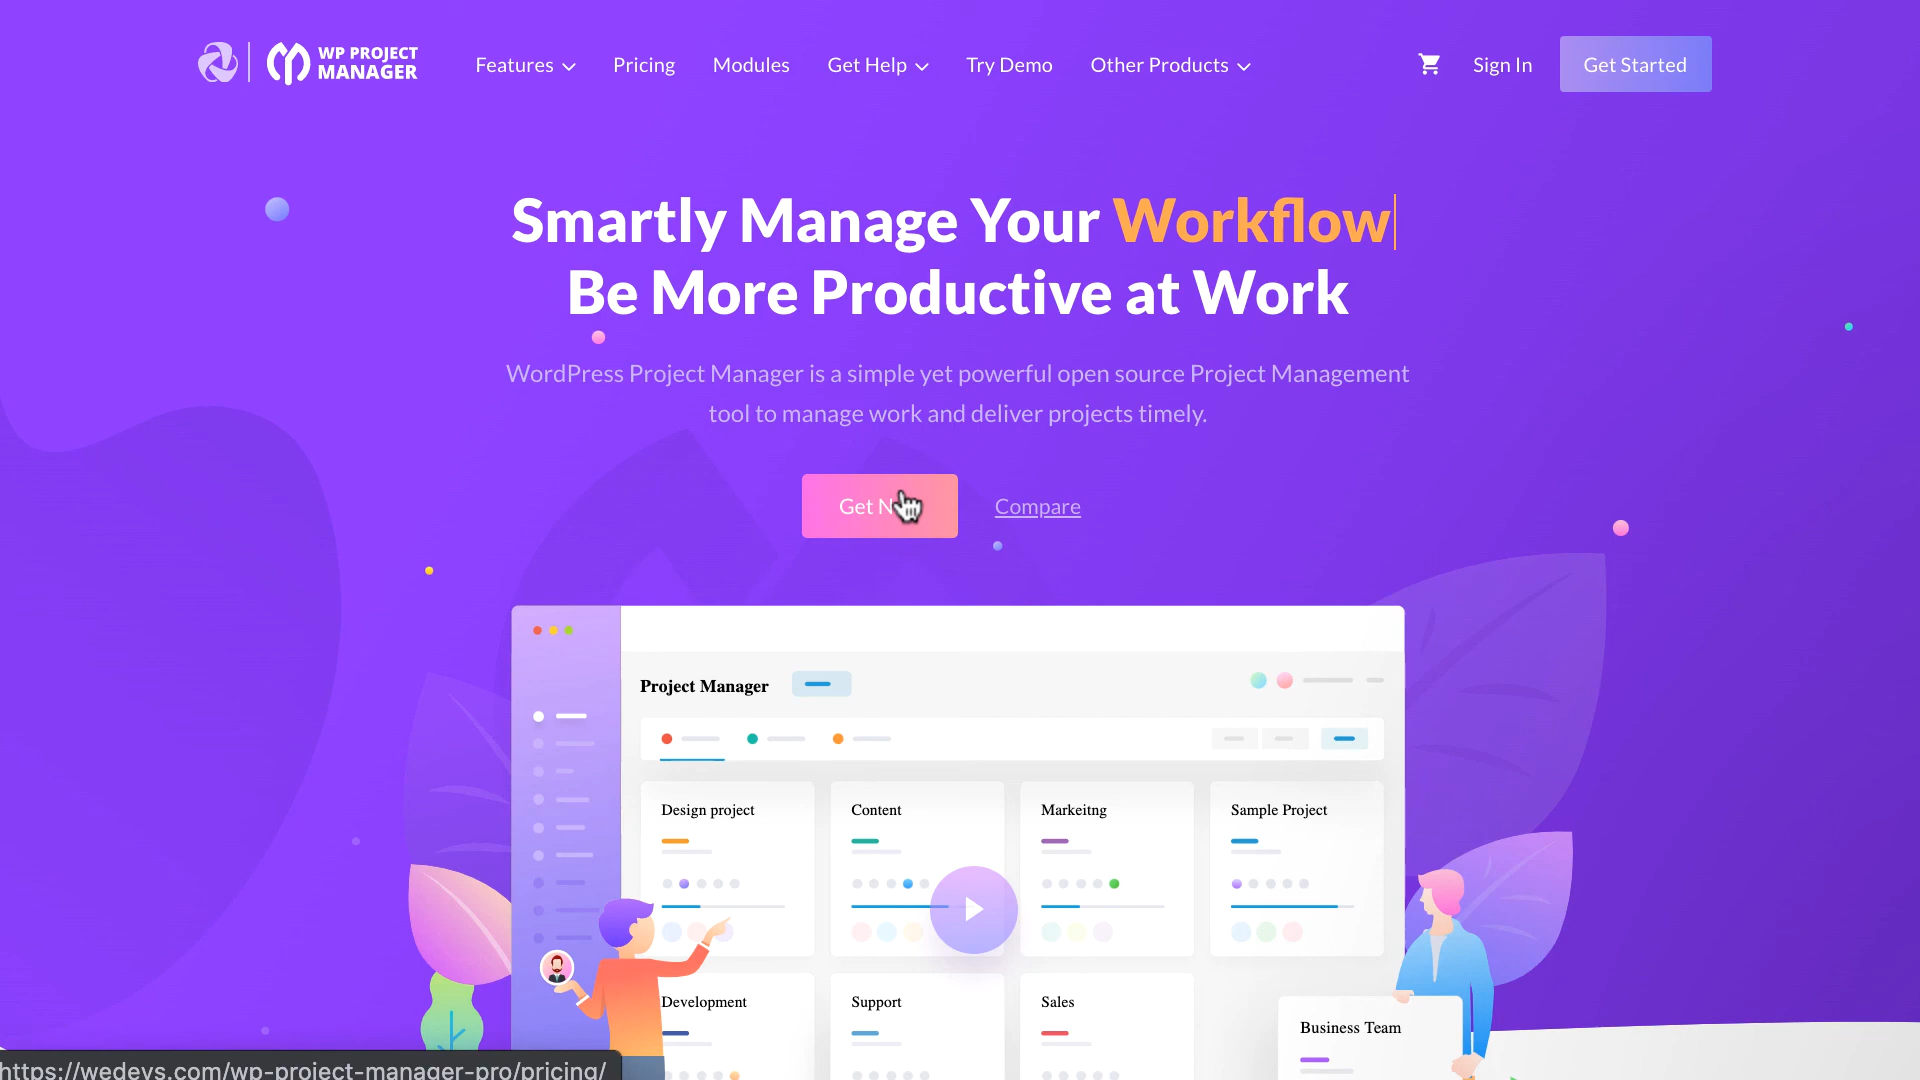 WP PROJECT
MANAGER
Features
Pricing
Modules
Get Help
Try Demo
Other Products
Sign In
Get Started
Smartly Manage Your Workflow
Be More Productive at Work
WordPress Project Manager is a simple yet powerful open source Project Management
tool to manage work and deliver projects timely.
Get N
Compare
Project Manager
Design project
Content
Markeitng
Sample Project
Development
Support
Sales
Business Team
https://wedevs.com/wp-project-manager-pro/pricing/